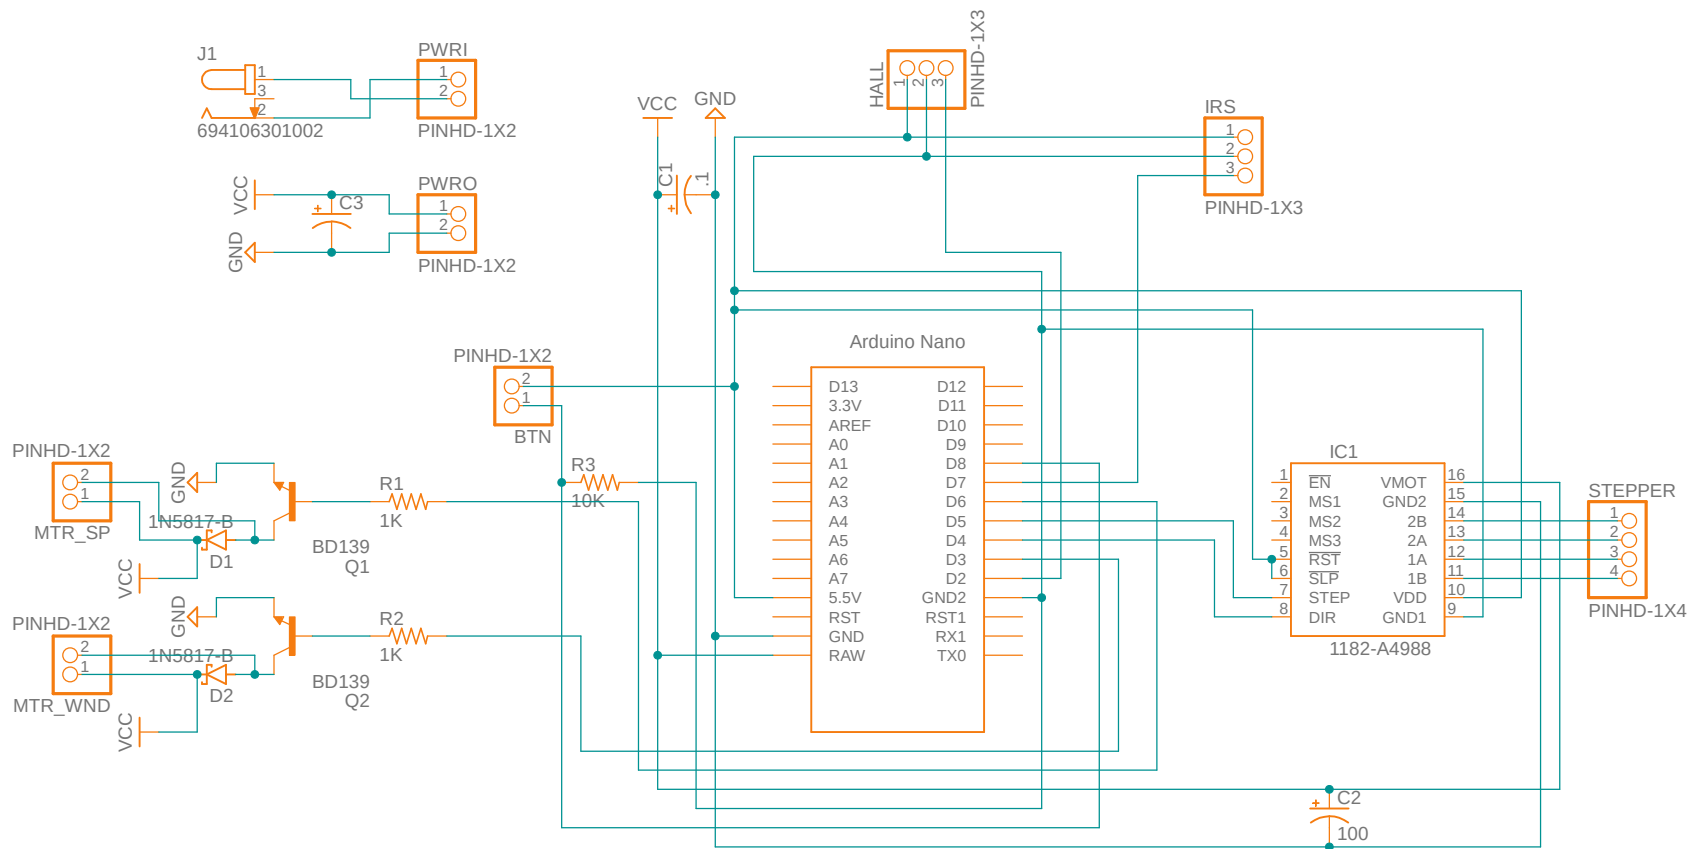 J1
1
3
2
694106301002
PWRI
1
2
PINHD-1X2
VCC
GND
C3
+
PWRO
1
2
PINHD-1X2
VCC
GND
C1
.1
+
HALL
1
2
3
PINHD-1X3
IRS
1
2
3
PINHD-1X3
PINHD-1X2
2
1
BTN
R3
10K
PINHD-1X2
2
1
MTR_SP
GND
1N5817-B
D1
VCC
BD139
Q1
R1
1K
PINHD-1X2
2
1
MTR_WND
GND
1N5817-B
D2
VCC
BD139
Q2
R2
1K
Arduino Nano
D13 D12
3.3V D11
AREF D10
A0 D9
A1 D8
A2 D7
A3 D6
A4 D5
A5 D4
A6 D3
A7 D2
5.5V GND2
RST RST1
GND RX1
RAW TX0
IC1
1 EN VMOT 16
2 MS1 GND2 15
3 MS2 2B 14
4 MS3 2A 13
5 RST 1A 12
6 SLP 1B 11
7 STEP VDD 10
8 DIR GND1 9
1182-A4988
STEPPER
1
2
3
4
PINHD-1X4
+
C2
100